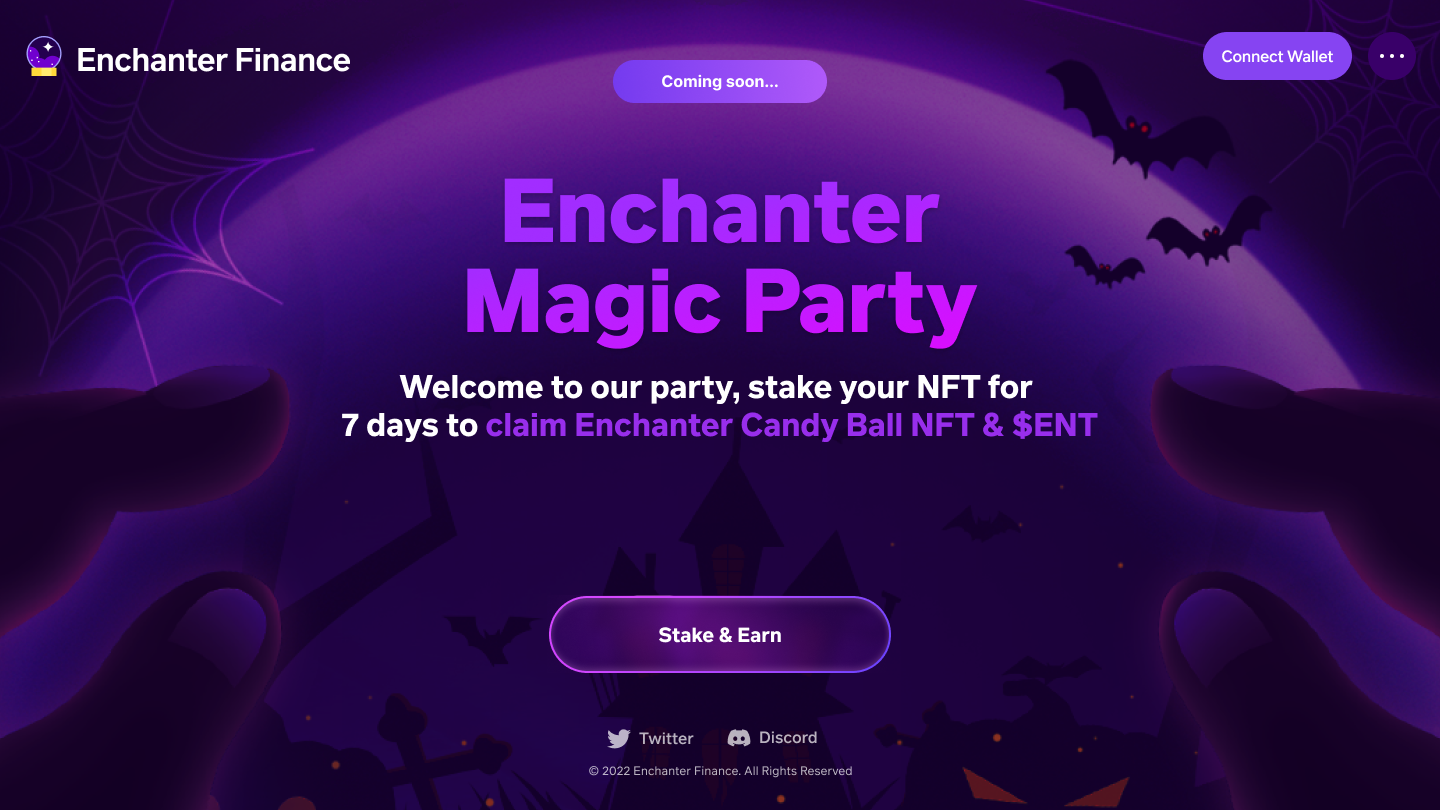 Enchanter Finance
Coming soon...
Connect Wallet
Enchanter
Magic Party
Welcome to our party, stake your NFT for
7 days to claim Enchanter Candy Ball NFT & $ENT
Stake & Earn
Twitter
Discord
© 2022 Enchanter Finance. All Rights Reserved